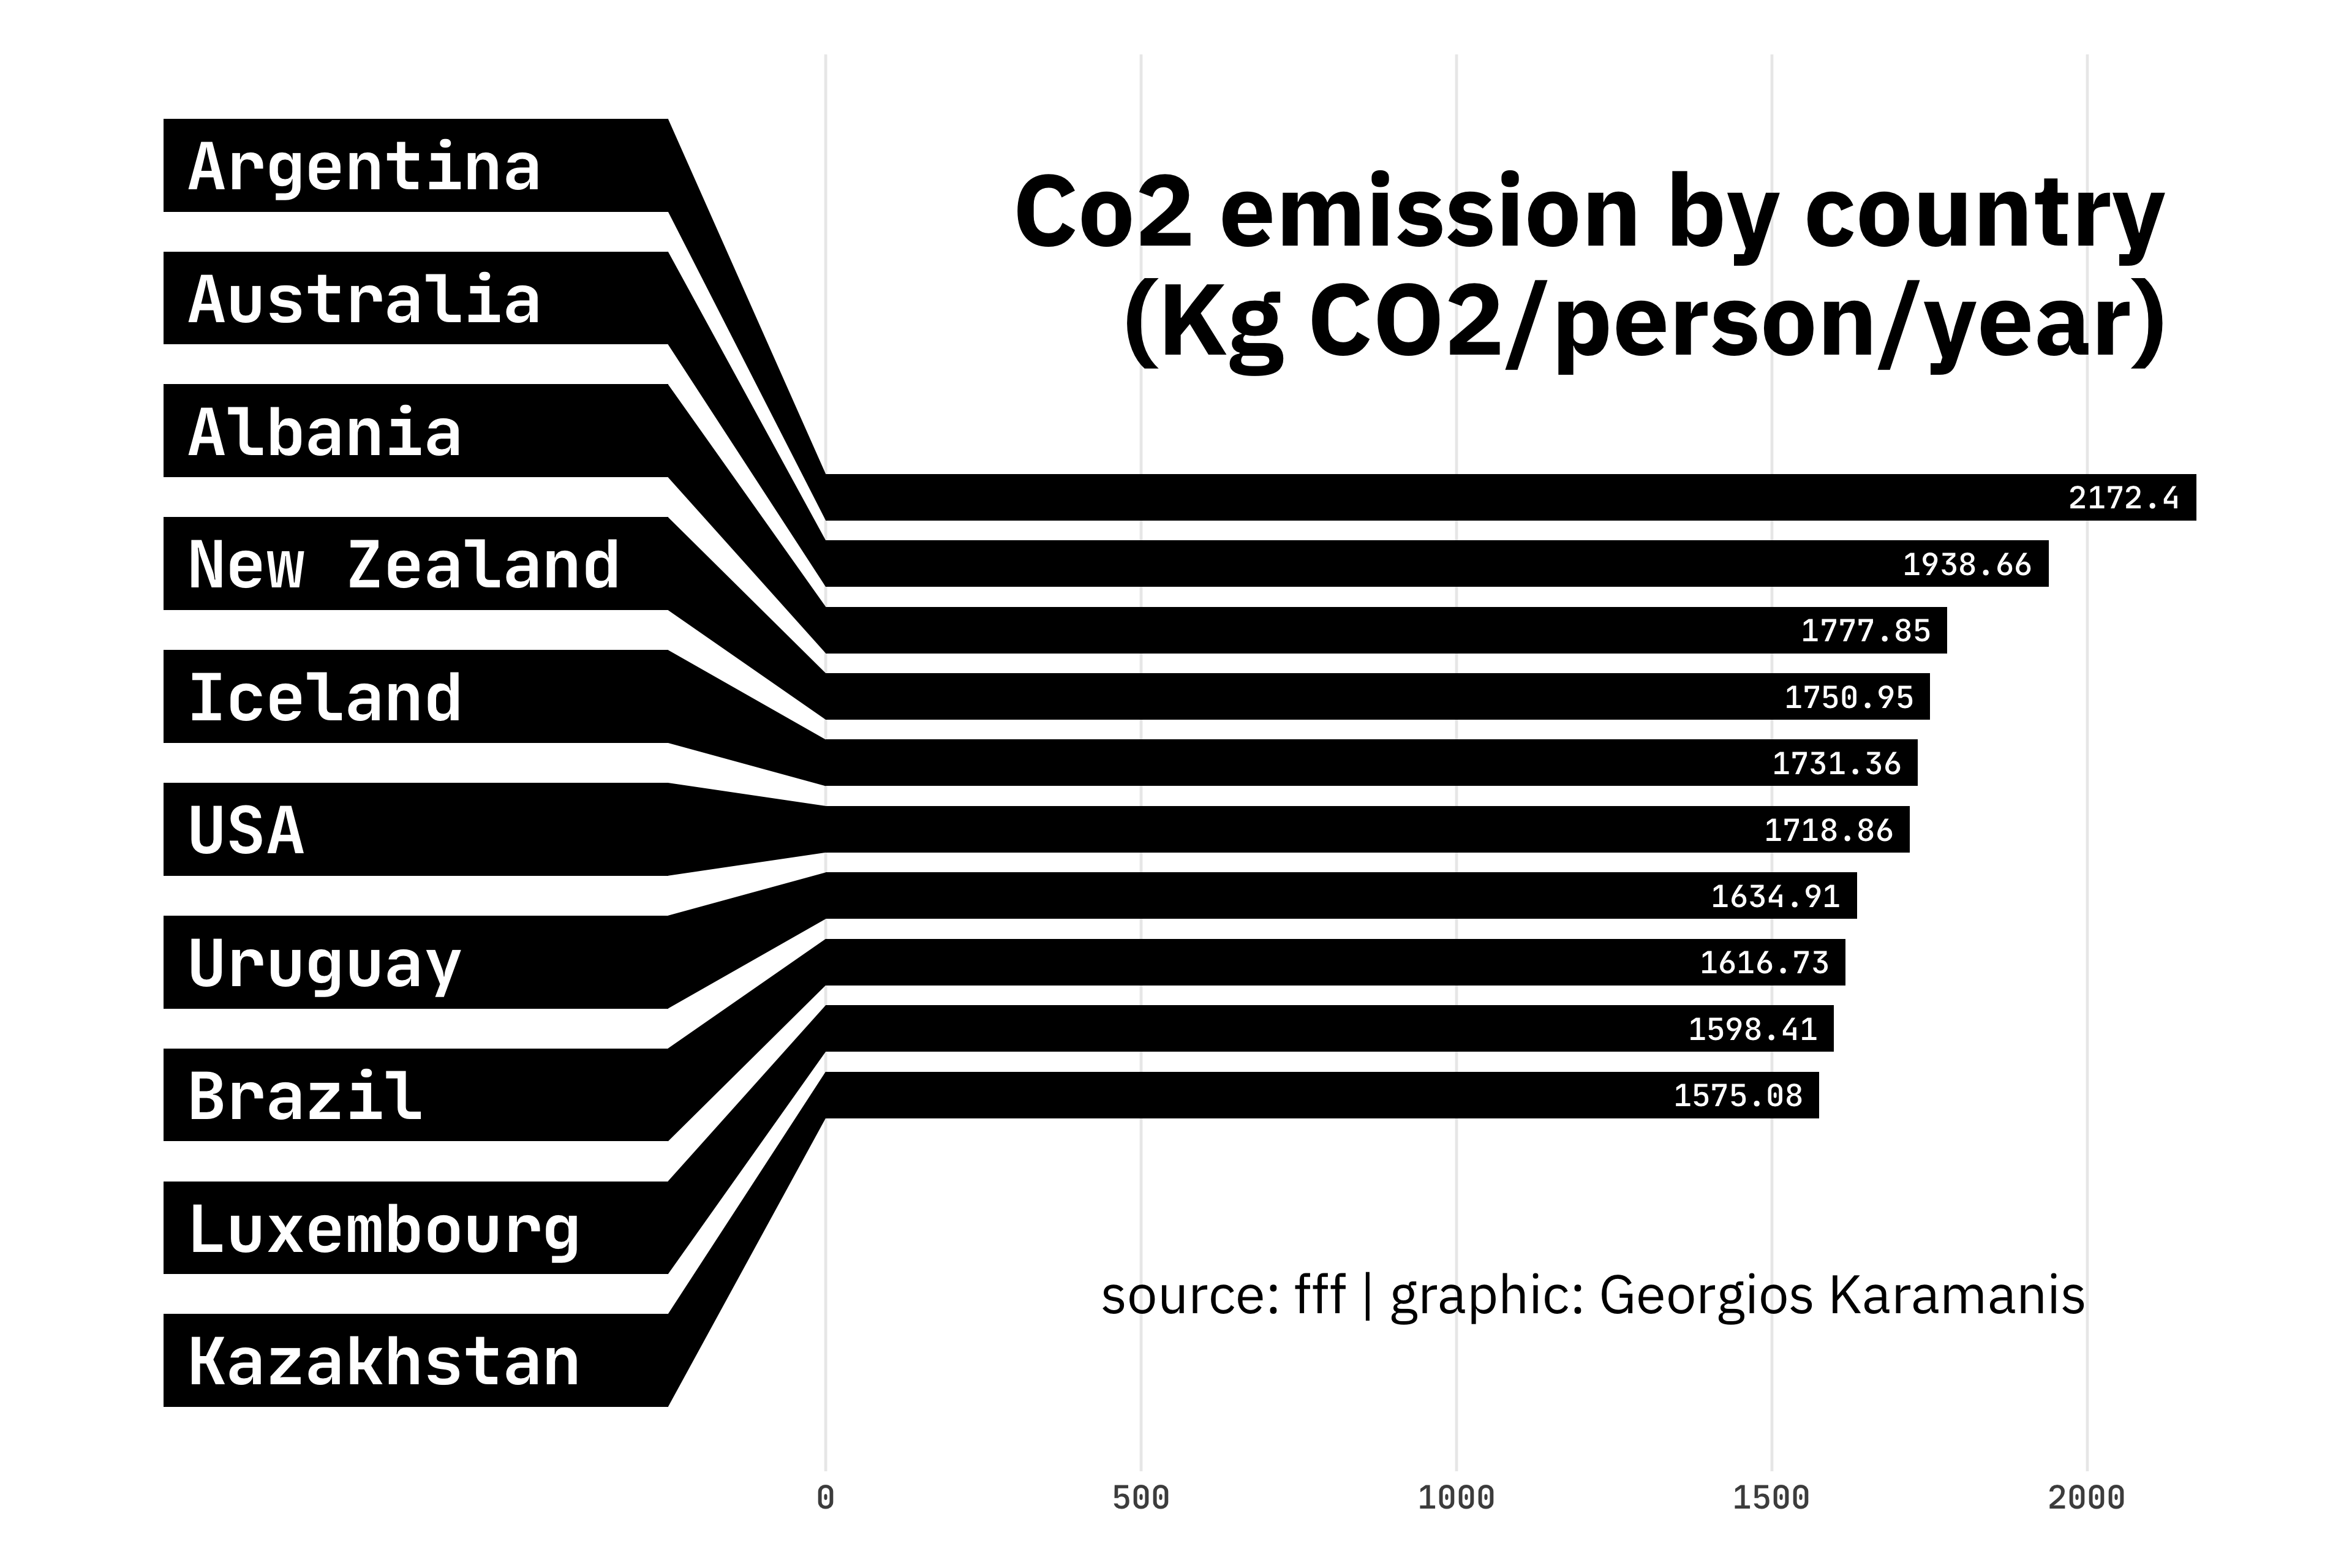 Co2 emission by country
(Kg CO2/person/year)
Argentina 2172.4
Australia 1938.66
Albania 1777.85
New Zealand 1750.95
Iceland 1731.36
USA 1718.86
Uruguay 1634.91
Brazil 1616.73
Luxembourg 1598.41
Kazakhstan 1575.08
source: fff | graphic: Georgios Karamanis
0 500 1000 1500 2000